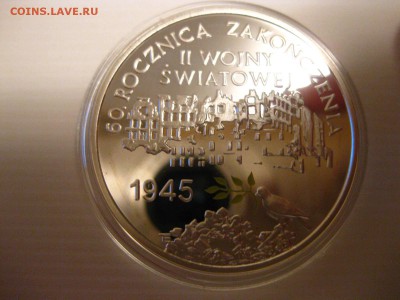 COINS.LAVE.RU
60. ROCZNICA ZAKOŃCZENIA
II WOJNY
ŚWIATOWEJ
1945